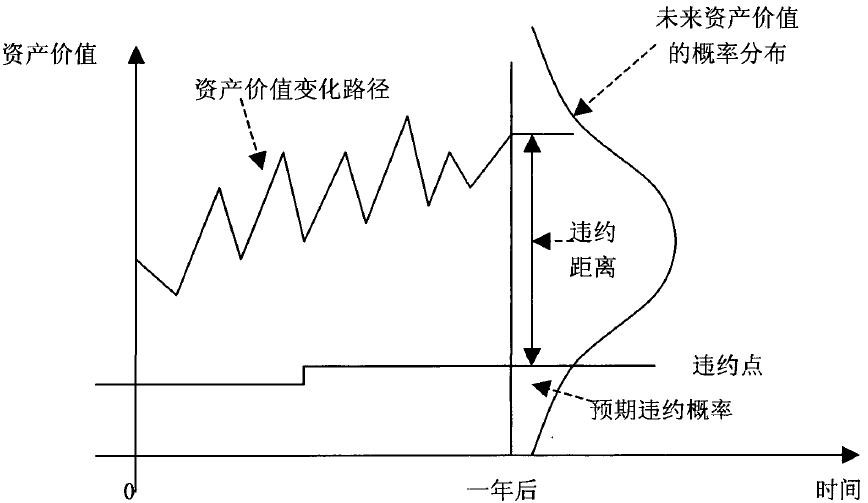 未来资产价值
的概率分布
资产价值
资产价值变化路径
违约
距离
违约点
预期违约概率
0
一年后
时间